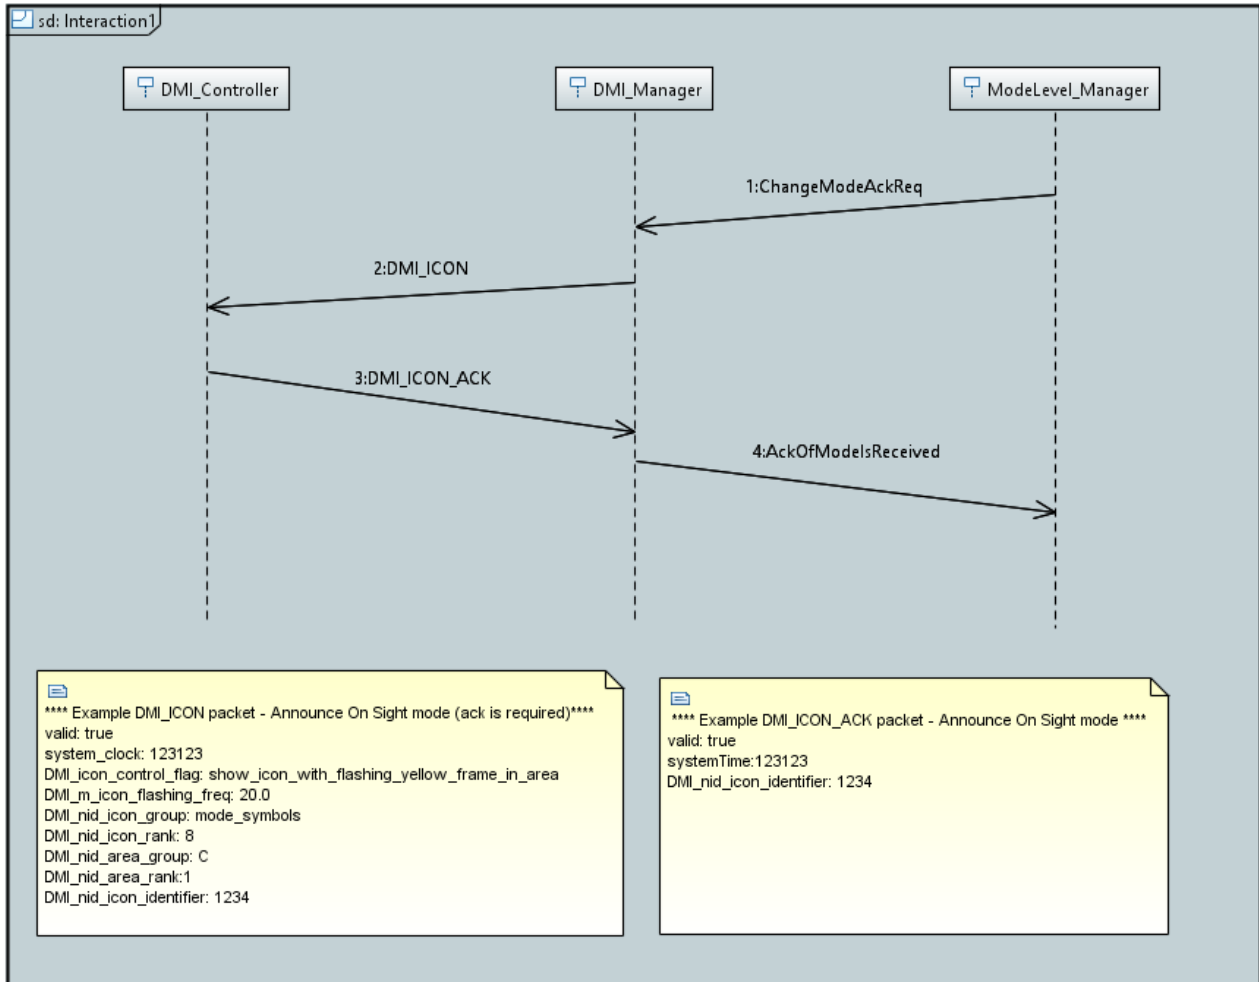 sd: Interaction1
DMI_Controller
DMI_Manager
ModeLevel_Manager
1:ChangeModeAckReq
2:DMI_ICON
3:DMI_ICON_ACK
4:AckOfModeIsReceived
**** Example DMI_ICON packet - Announce On Sight mode (ack is required)****
valid: true
system_clock: 123123
DMI_icon_control_flag: show_icon_with_flashing_yellow_frame_in_area
DMI_m_icon_flashing_freq: 20.0
DMI_nid_icon_group: mode_symbols
DMI_nid_icon_rank: 8
DMI_nid_area_group: C
DMI_nid_area_rank:1
DMI_nid_icon_identifier: 1234
**** Example DMI_ICON_ACK packet - Announce On Sight mode ****
valid: true
systemTime:123123
DMI_nid_icon_identifier: 1234